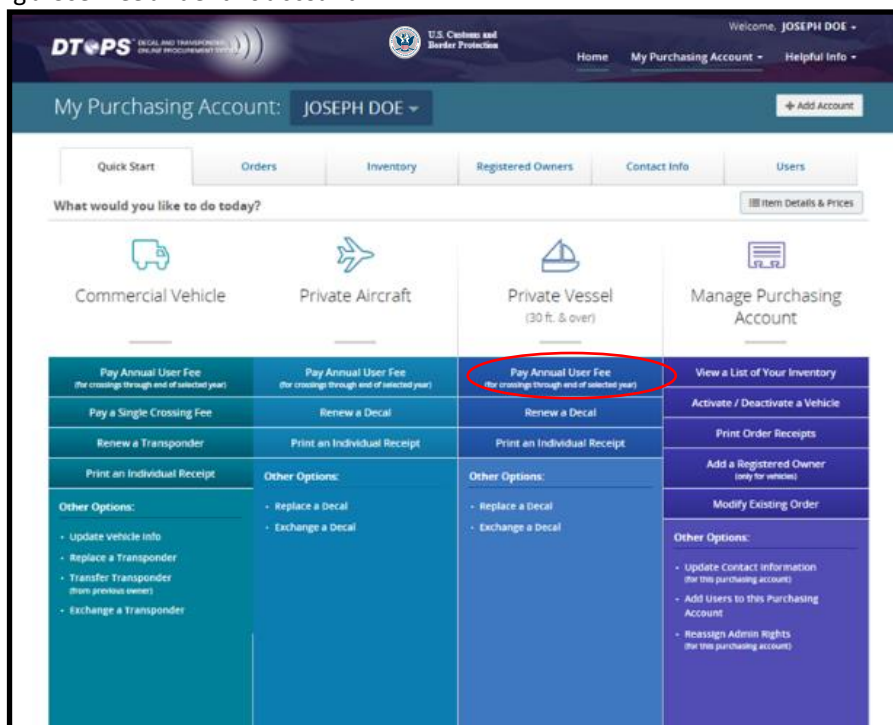 DTOPS DECAL AND TRANSPONDER
ONLINE PROCUREMENT SYSTEM
U.S. Customs and
Border Protection
Welcome, JOSEPH DOE
Home My Purchasing Account Helpful Info
My Purchasing Account: JOSEPH DOE
+ Add Account
Quick Start Orders Inventory Registered Owners Contact Info Users
What would you like to do today?
Item Details & Prices
Commercial Vehicle
Pay Annual User Fee
(for crossings through end of selected year)
Pay a Single Crossing Fee
Renew a Transponder
Print an Individual Receipt
Other Options:
- Update Vehicle Info
- Replace a Transponder
- Transfer Transponder
(from previous owner)
- Exchange a Transponder
Private Aircraft
Pay Annual User Fee
(for crossings through end of selected year)
Renew a Decal
Print an Individual Receipt
Other Options:
- Replace a Decal
- Exchange a Decal
Private Vessel
(30 ft. & over)
Pay Annual User Fee
(for crossings through end of selected year)
Renew a Decal
Print an Individual Receipt
Other Options:
- Replace a Decal
- Exchange a Decal
Manage Purchasing
Account
View a List of Your Inventory
Activate / Deactivate a Vehicle
Print Order Receipts
Add a Registered Owner
(only for vehicles)
Modify Existing Order
Other Options:
- Update Contact Information
(for this purchasing account)
- Add Users to this Purchasing
Account
- Reassign Admin Rights
(for this purchasing account)